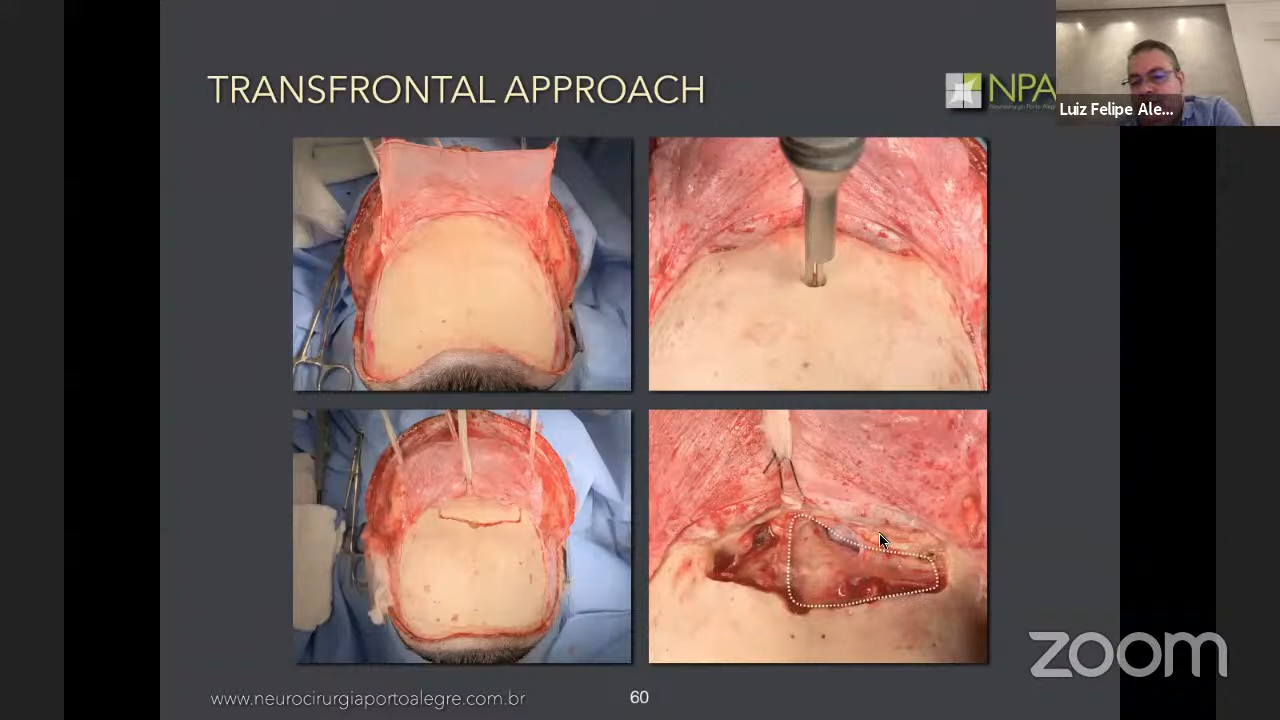 TRANSFRONTAL APPROACH
NPA
Luiz Felipe Ale...
zoom
www.neurocirurgiaportoalegre.com.br
60